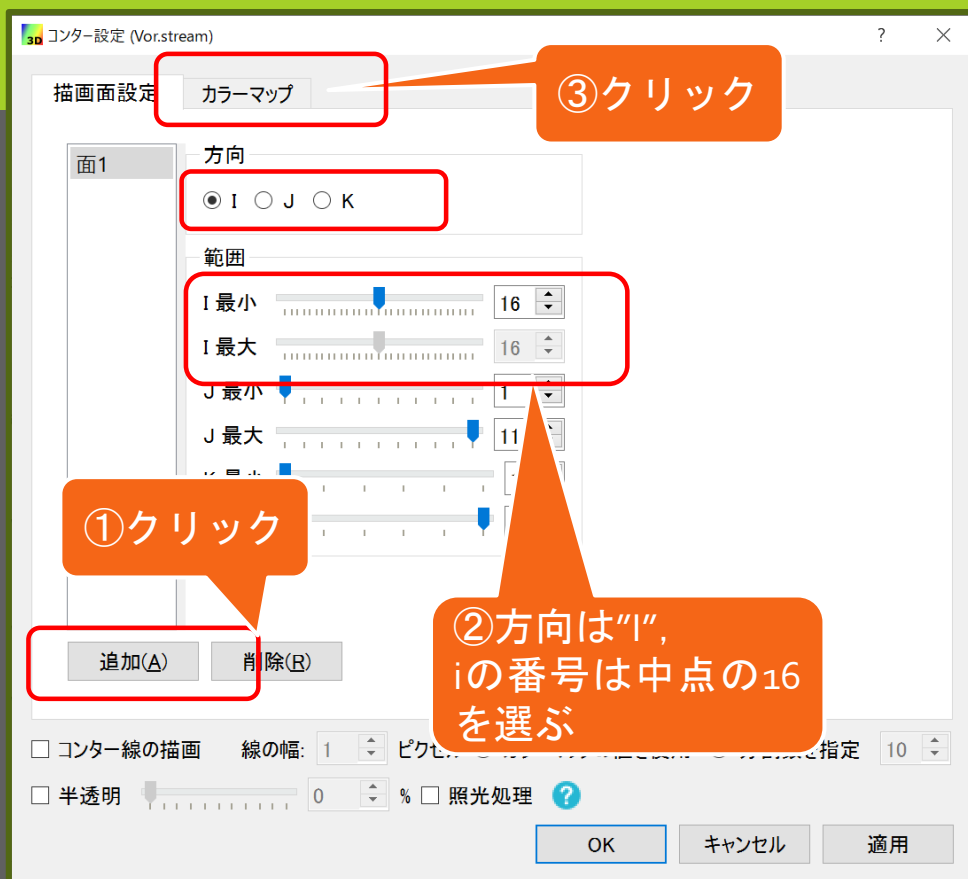 3D コンター設定 (Vor.stream) ?
描画面設定 カラーマップ
③クリック
面1
方向
I J K
範囲
I 最小 16
I 最大 16
J 最小 1
J 最大 11
①クリック
②方向は"I",
iの番号は中点の16
を選ぶ
追加(A) 削除(R)
コンター線の描画 線の幅: 1 指定 10
半透明 0 % 照光処理 ?
OK キャンセル 適用